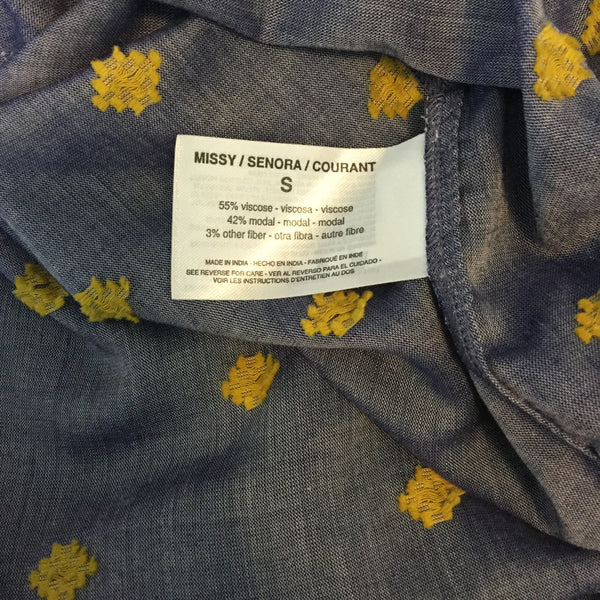 MISSY / SENORA / COURANT
S
55% viscose - viscosa - viscose
42% modal - modal - modal
3% other fiber - otra fibra - autre fibre
MADE IN INDIA - HECHO EN INDIA - FABRIQUÉ EN INDE
SEE REVERSE FOR CARE - VER AL REVERSO PARA EL CUIDADO -
VOIR LES INSTRUCTIONS D'ENTRETIEN AU DOS